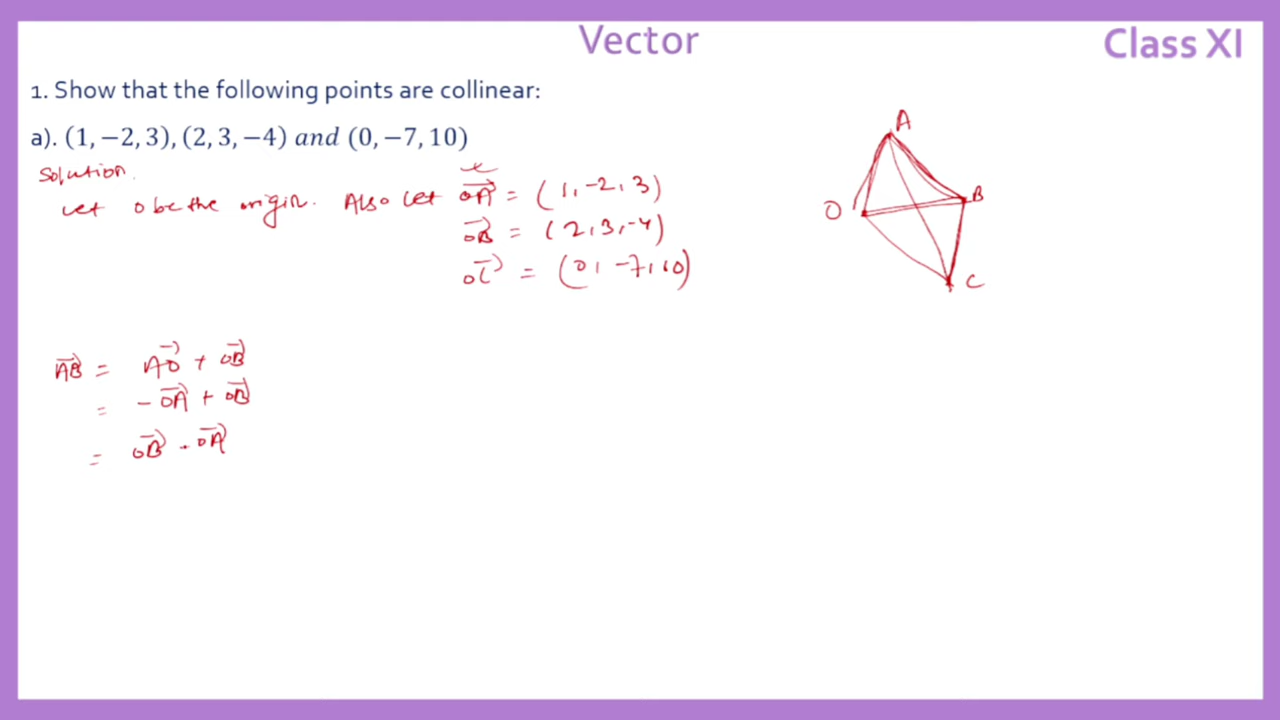 Vector
Class XI
1. Show that the following points are collinear:
a). (1, −2, 3), (2, 3, −4) and (0, −7, 10)
Solution.
Let O be the origin. Also let OA = (1, -2, 3)
OB = (2, 3, -4)
OC = (0, -7, 10)
A
O
B
C
AB = AO + OB
= - OA + OB
= OB - OA